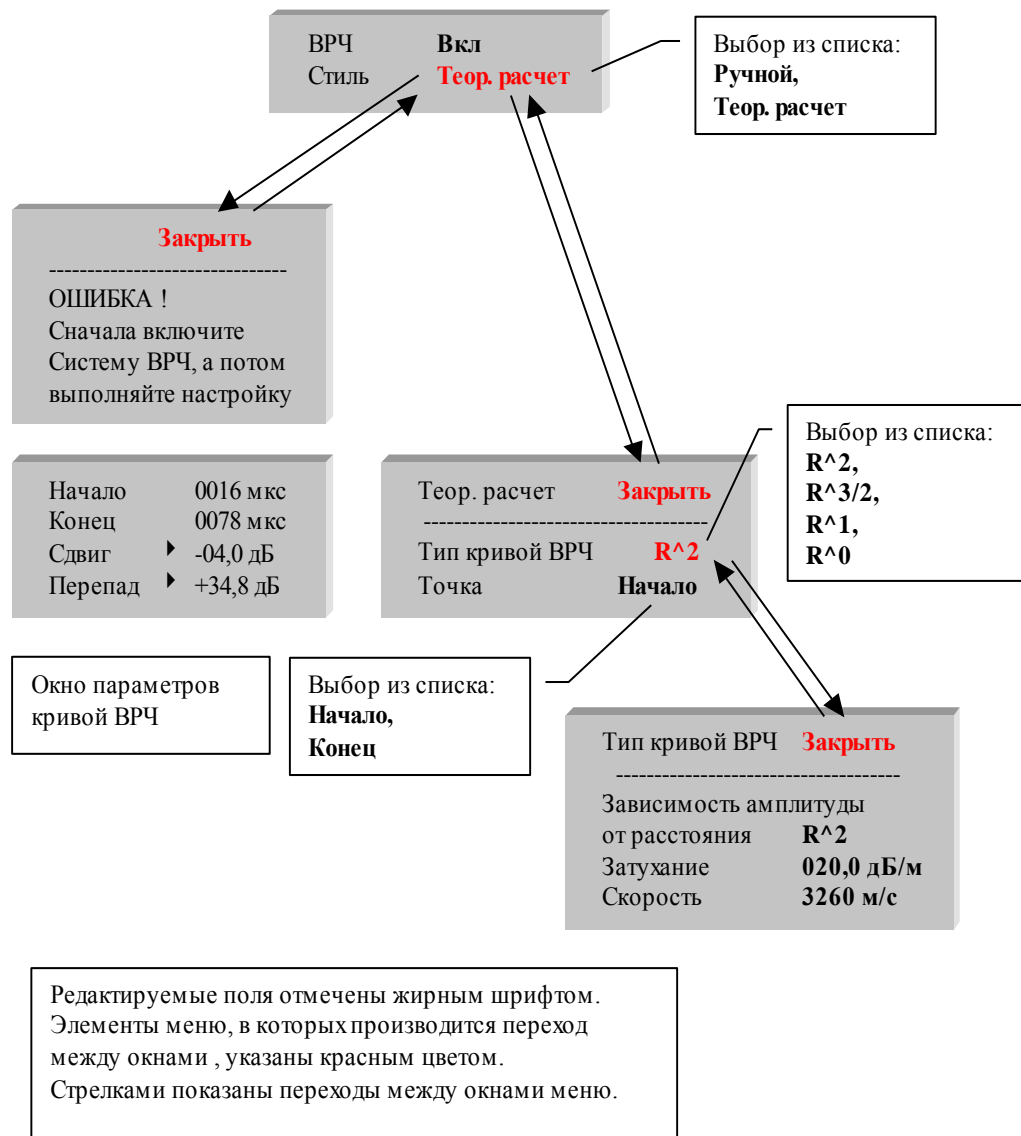 ВРЧ Вкл
Стиль Теор. расчет
Выбор из списка:
Ручной,
Теор. расчет
Закрыть
-------------------------------
ОШИБКА !
Сначала включите
Систему ВРЧ, а потом
выполняйте настройку
Начало 0016 мкс
Конец 0078 мкс
Сдвиг -04,0 дБ
Перепад +34,8 дБ
Окно параметров
кривой ВРЧ
Теор. расчет Закрыть
-------------------------------------
Тип кривой ВРЧ R^2
Точка Начало
Выбор из списка:
R^2,
R^3/2,
R^1,
R^0
Выбор из списка:
Начало,
Конец
Тип кривой ВРЧ Закрыть
-------------------------------------
Зависимость амплитуды
от расстояния R^2
Затухание 020,0 дБ/м
Скорость 3260 м/с
Редактируемые поля отмечены жирным шрифтом.
Элементы меню, в которых производится переход
между окнами , указаны красным цветом.
Стрелками показаны переходы между окнами меню.